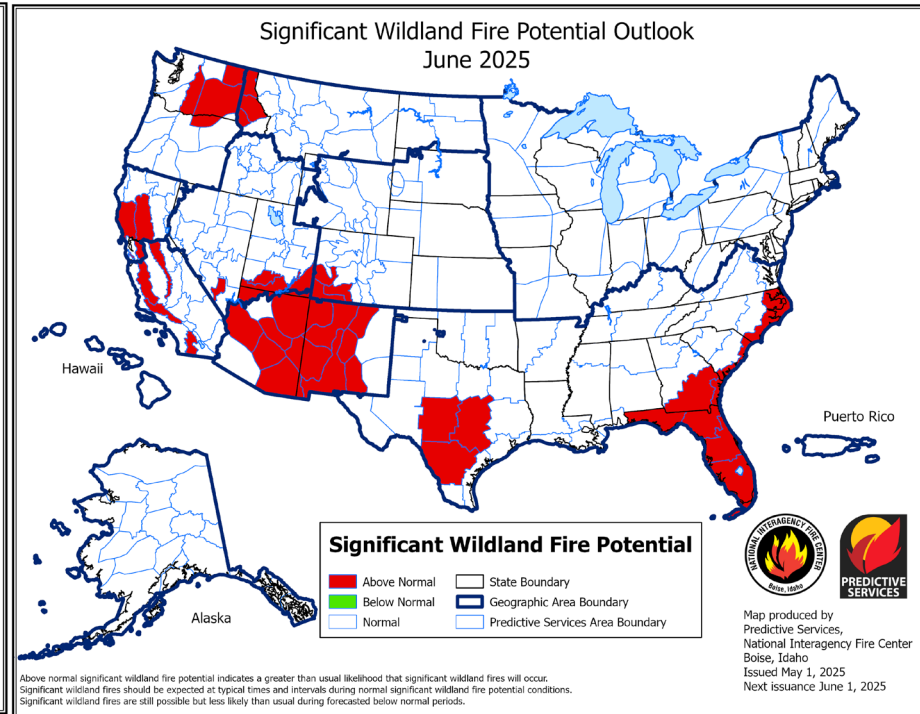 Significant Wildland Fire Potential Outlook
June 2025
Hawaii
Puerto Rico
Alaska
Significant Wildland Fire Potential
Above Normal
State Boundary
Below Normal
Geographic Area Boundary
Normal
Predictive Services Area Boundary
NATIONAL INTERAGENCY FIRE CENTER
Boise, Idaho
PREDICTIVE
SERVICES
Map produced by
Predictive Services,
National Interagency Fire Center
Boise, Idaho
Issued May 1, 2025
Next issuance June 1, 2025
Above normal significant wildland fire potential indicates a greater than usual likelihood that significant wildland fires will occur.
Significant wildland fires should be expected at typical times and intervals during normal significant wildland fire potential conditions.
Significant wildland fires are still possible but less likely than usual during forecasted below normal periods.